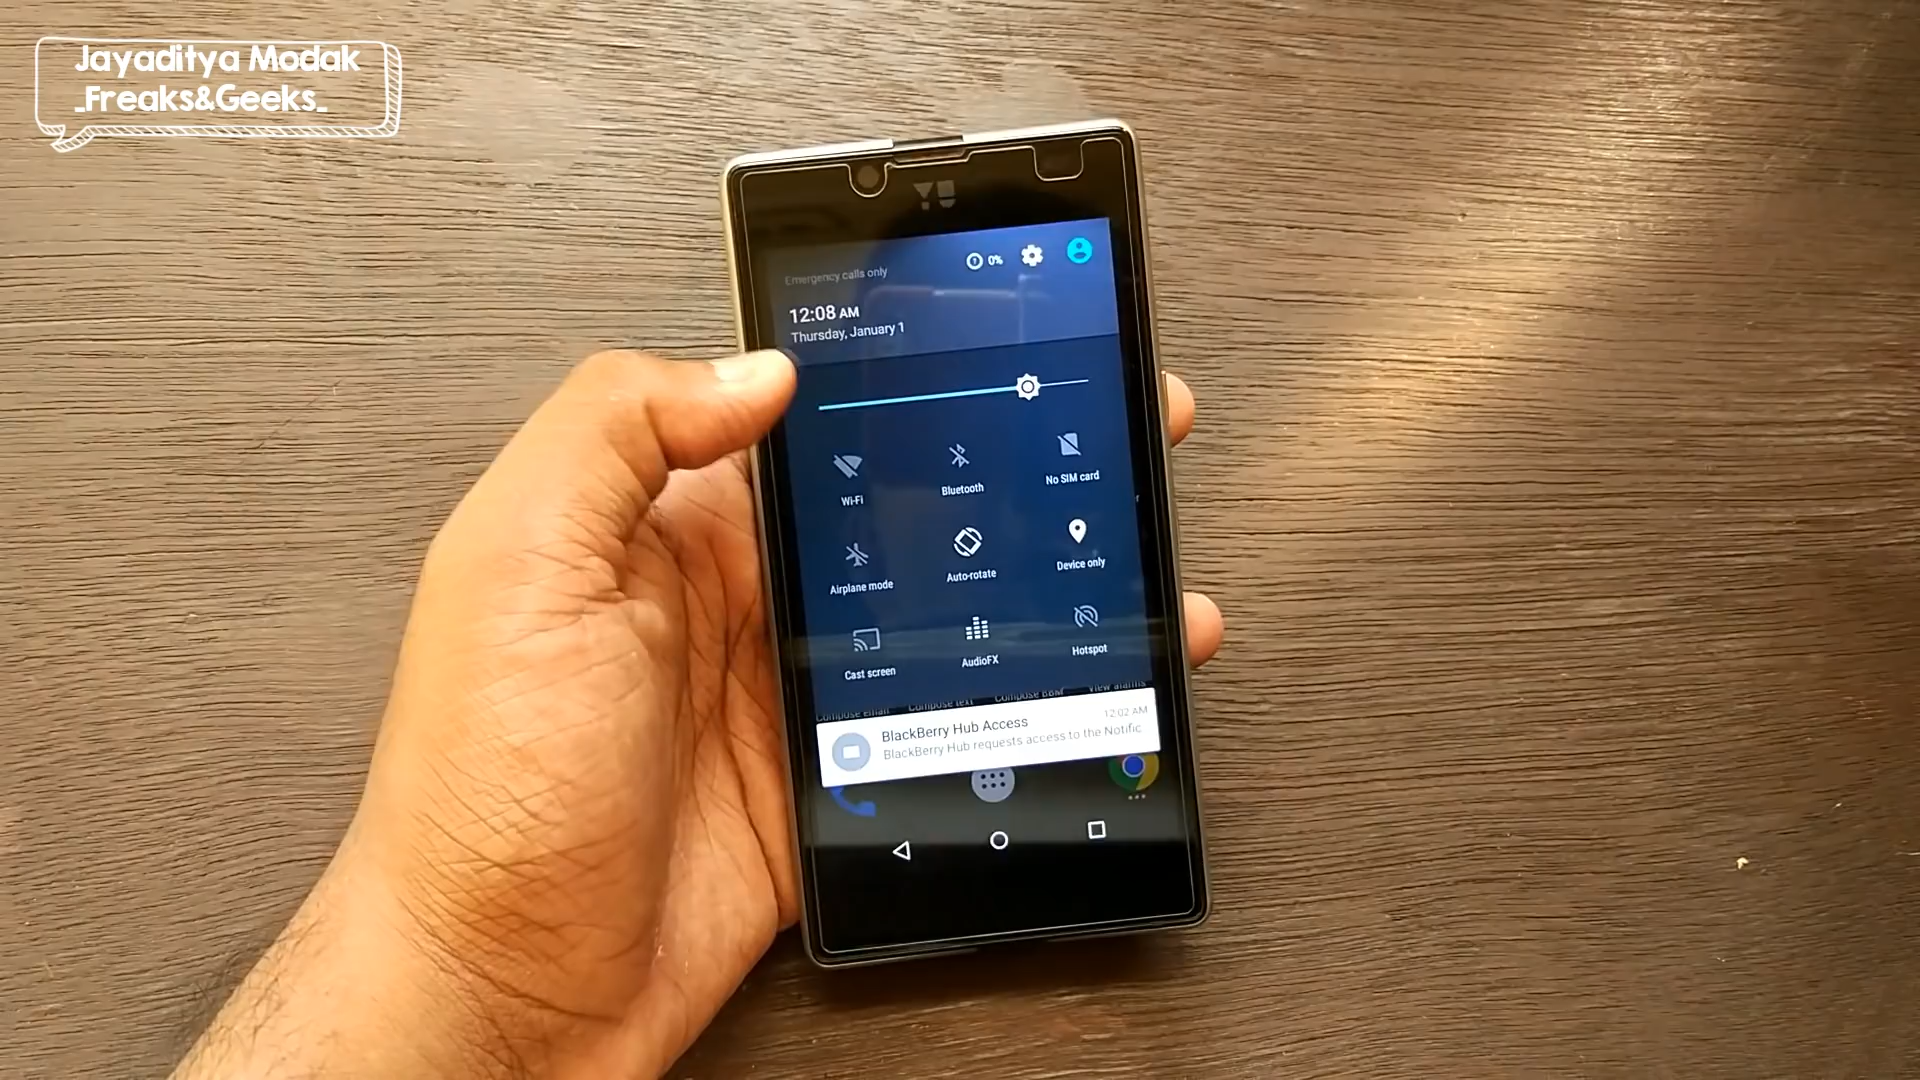 Jayaditya Modak
_Freaks&Geeks_
YU
0%
Emergency calls only
12:08 AM
Thursday, January 1
Wi-Fi
Bluetooth
No SIM card
Airplane mode
Auto-rotate
Device only
Cast screen
AudioFX
Hotspot
Compose email
Compose text
Compose BBM
View alarms
BlackBerry Hub Access
12:02 AM
BlackBerry Hub requests access to the Notific